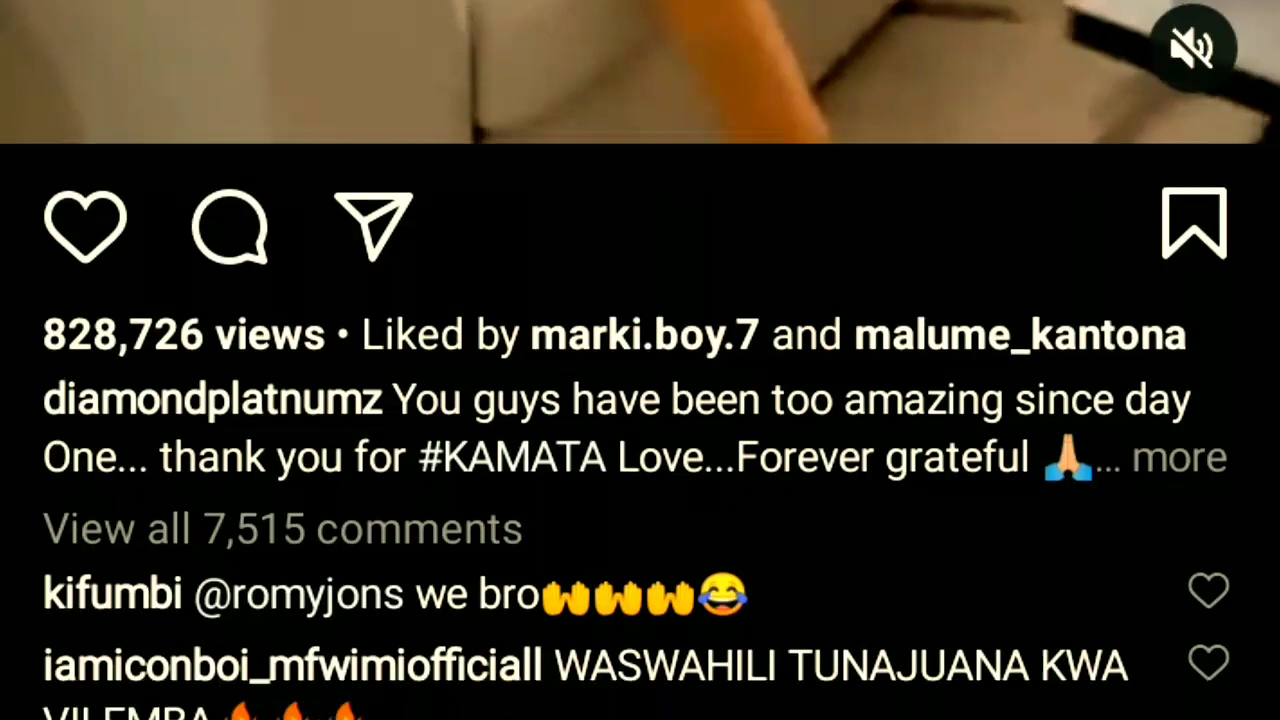 828,726 views • Liked by marki.boy.7 and malume_kantona
diamondplatnumz You guys have been too amazing since day
One... thank you for #KAMATA Love...Forever grateful 🙏🏼... more
View all 7,515 comments
kifumbi @romyjons we bro👐👐👐😂
iamiconboi_mfwimiofficiall WASWAHILI TUNAJUANA KWA
VILEMBA 🔥🔥🔥